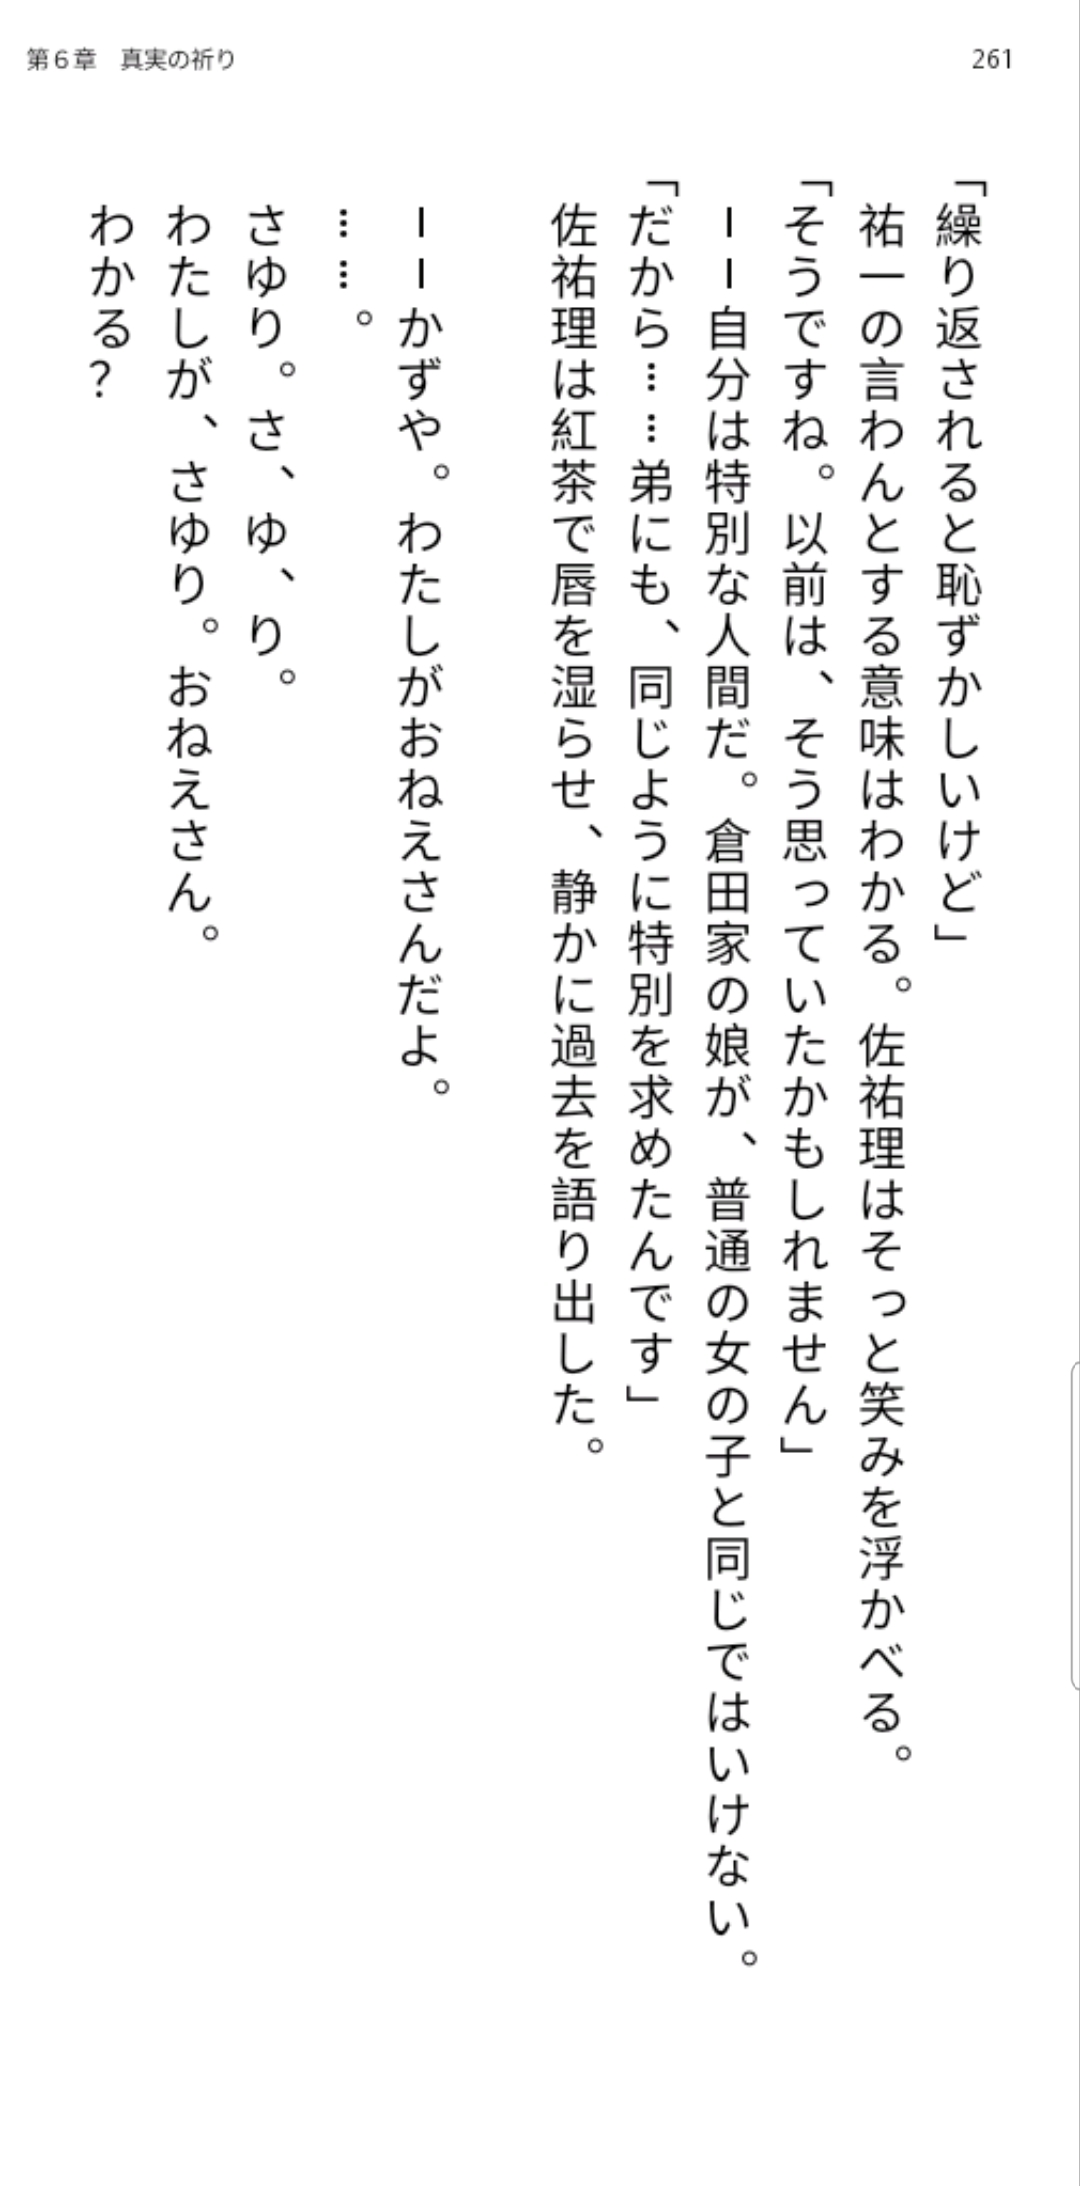 第６章　真実の祈り
261
「繰り返されると恥ずかしいけど」
祐一の言わんとする意味はわかる。佐祐理はそっと笑みを浮かべる。
「そうですね。以前は、そう思っていたかもしれません」
――自分は特別な人間だ。倉田家の娘が、普通の女の子と同じではいけない。
「だから……弟にも、同じように特別を求めたんです」
佐祐理は紅茶で唇を湿らせ、静かに過去を語り出した。
――かずや。わたしがおねえさんだよ。
……。
さゆり。さ、ゆ、り。
わたしが、さゆり。おねえさん。
わかる？